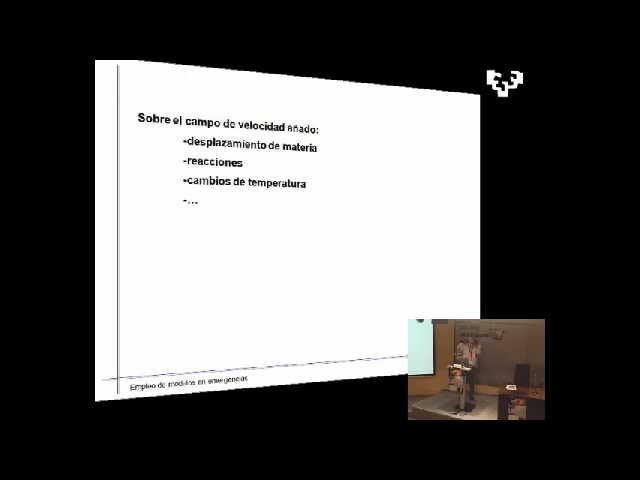 Sobre el campo de velocidad añado:
-desplazamiento de materia
-reacciones
-cambios de temperatura
-...
Empleo de modulos en emergencias